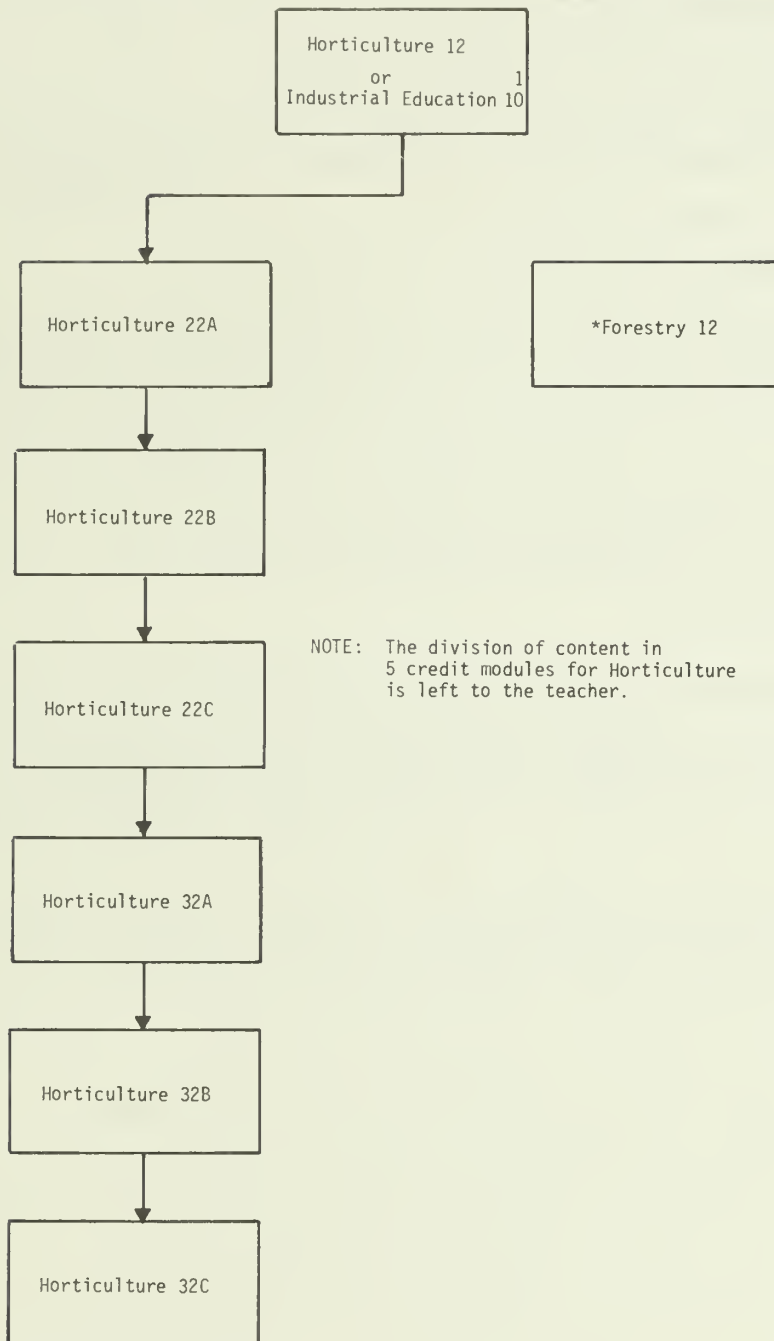 Horticulture 12
or 1
Industrial Education 10
Horticulture 22A
*Forestry 12
Horticulture 22B
NOTE: The division of content in
5 credit modules for Horticulture
is left to the teacher.
Horticulture 22C
Horticulture 32A
Horticulture 32B
Horticulture 32C